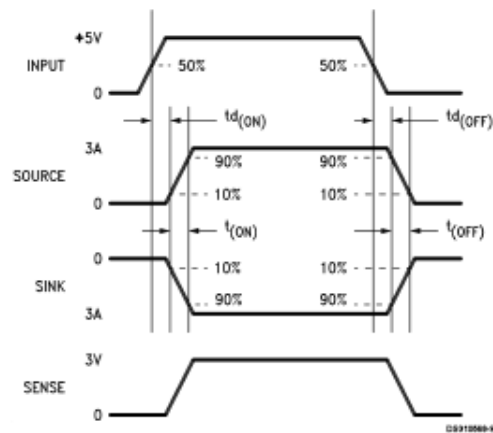 +5V
INPUT
50%
50%
0
td(ON)
td(OFF)
3A
SOURCE
90%
90%
10%
10%
0
t(ON)
t(OFF)
0
10%
10%
SINK
90%
90%
3A
3V
SENSE
0